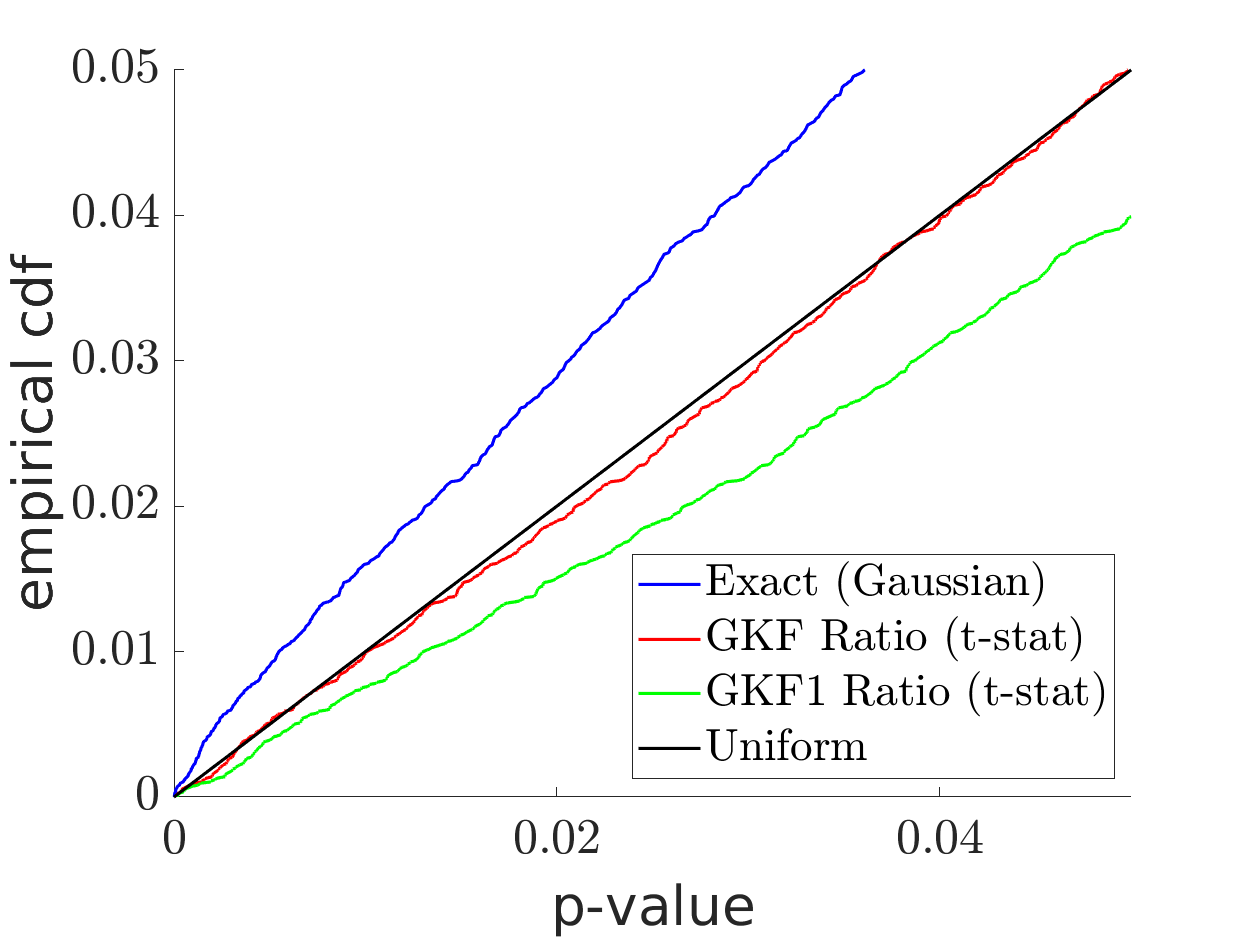 0.05
0.04
0.03
0.02
0.01
0
empirical cdf
Exact (Gaussian)
GKF Ratio (t-stat)
GKF1 Ratio (t-stat)
Uniform
0
0.02
0.04
p-value